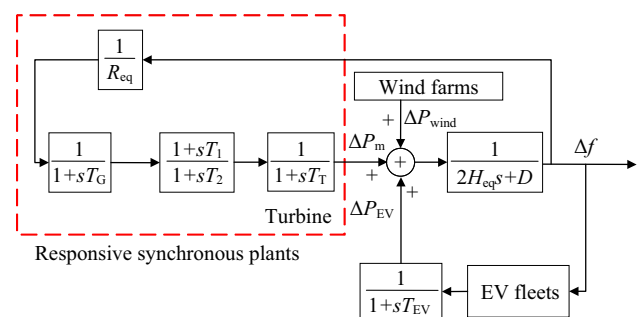 1
R_eq
Wind farms
+ ΔP_wind
1
1+sT_G
1+sT_1
1+sT_2
1
1+sT_T
ΔP_m
+
+
1
2H_eq s+D
Δf
Turbine
ΔP_EV
+
Responsive synchronous plants
1
1+sT_EV
EV fleets